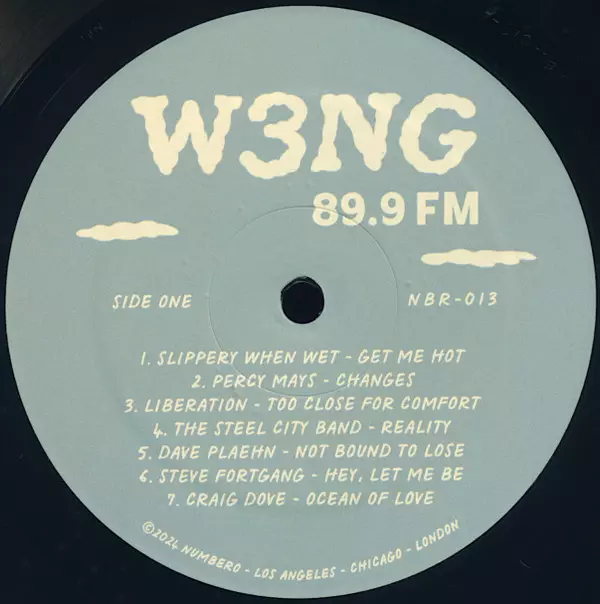 W3NG
89.9 FM
SIDE ONE
NBR-013
1. SLIPPERY WHEN WET - GET ME HOT
2. PERCY MAYS - CHANGES
3. LIBERATION - TOO CLOSE FOR COMFORT
4. THE STEEL CITY BAND - REALITY
5. DAVE PLAEHN - NOT BOUND TO LOSE
6. STEVE FORTGANG - HEY, LET ME BE
7. CRAIG DOVE - OCEAN OF LOVE
©2024 NUMBERO - LOS ANGELES - CHICAGO - LONDON